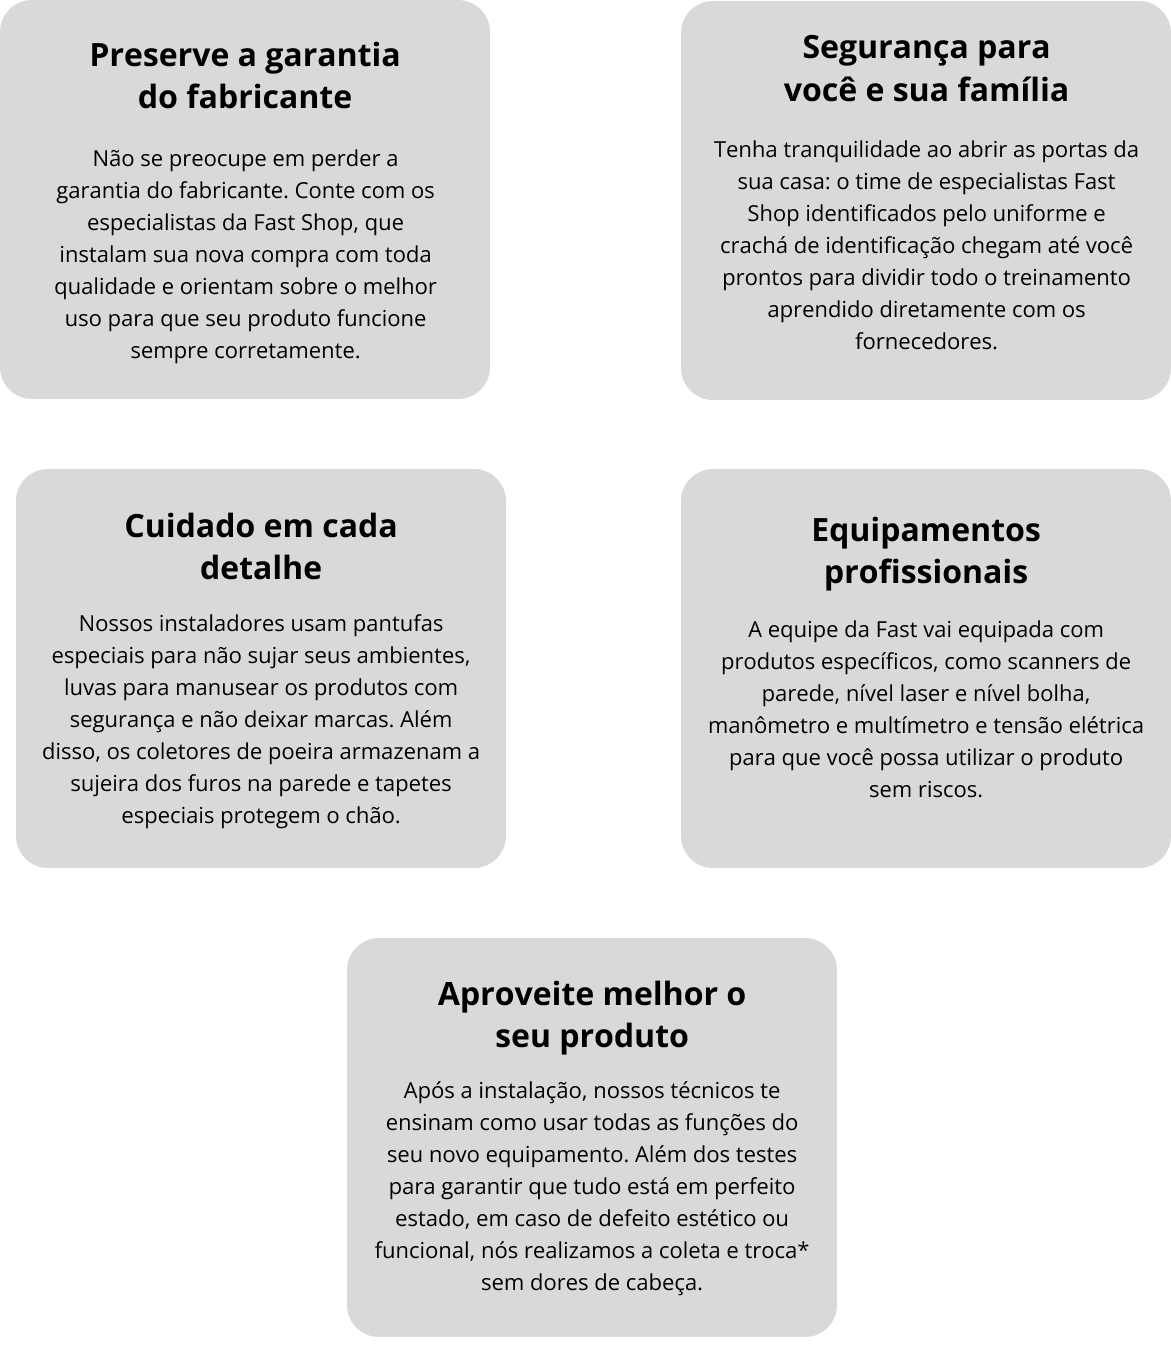 Preserve a garantia
do fabricante
Não se preocupe em perder a
garantia do fabricante. Conte com os
especialistas da Fast Shop, que
instalam sua nova compra com toda
qualidade e orientam sobre o melhor
uso para que seu produto funcione
sempre corretamente.
Segurança para
você e sua família
Tenha tranquilidade ao abrir as portas da
sua casa: o time de especialistas Fast
Shop identificados pelo uniforme e
crachá de identificação chegam até você
prontos para dividir todo o treinamento
aprendido diretamente com os
fornecedores.
Cuidado em cada
detalhe
Nossos instaladores usam pantufas
especiais para não sujar seus ambientes,
luvas para manusear os produtos com
segurança e não deixar marcas. Além
disso, os coletores de poeira armazenam a
sujeira dos furos na parede e tapetes
especiais protegem o chão.
Equipamentos
profissionais
A equipe da Fast vai equipada com
produtos específicos, como scanners de
parede, nível laser e nível bolha,
manômetro e multímetro e tensão elétrica
para que você possa utilizar o produto
sem riscos.
Aproveite melhor o
seu produto
Após a instalação, nossos técnicos te
ensinam como usar todas as funções do
seu novo equipamento. Além dos testes
para garantir que tudo está em perfeito
estado, em caso de defeito estético ou
funcional, nós realizamos a coleta e troca*
sem dores de cabeça.